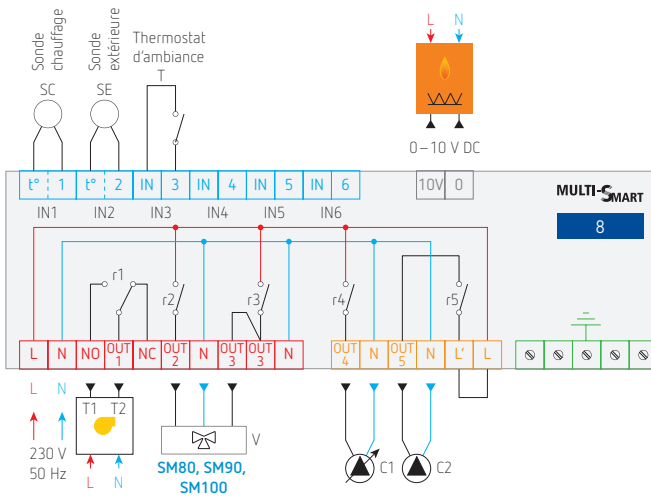 Sonde
chauffage
SC
Sonde
extérieure
SE
Thermostat
d'ambiance
T
L N
0–10 V DC
t° 1 t° 2 IN 3 IN 4 IN 5 IN 6
10V 0
IN1 IN2 IN3 IN4 IN5 IN6
MULTI-SMART
8
r1
r2
r3
r4
r5
L N NO OUT 1 NC OUT 2 N OUT 3 OUT 3 N
OUT 4 N OUT 5 N L' L
L N
230 V
50 Hz
T1 T2
L N
V
SM80, SM90,
SM100
C1
C2